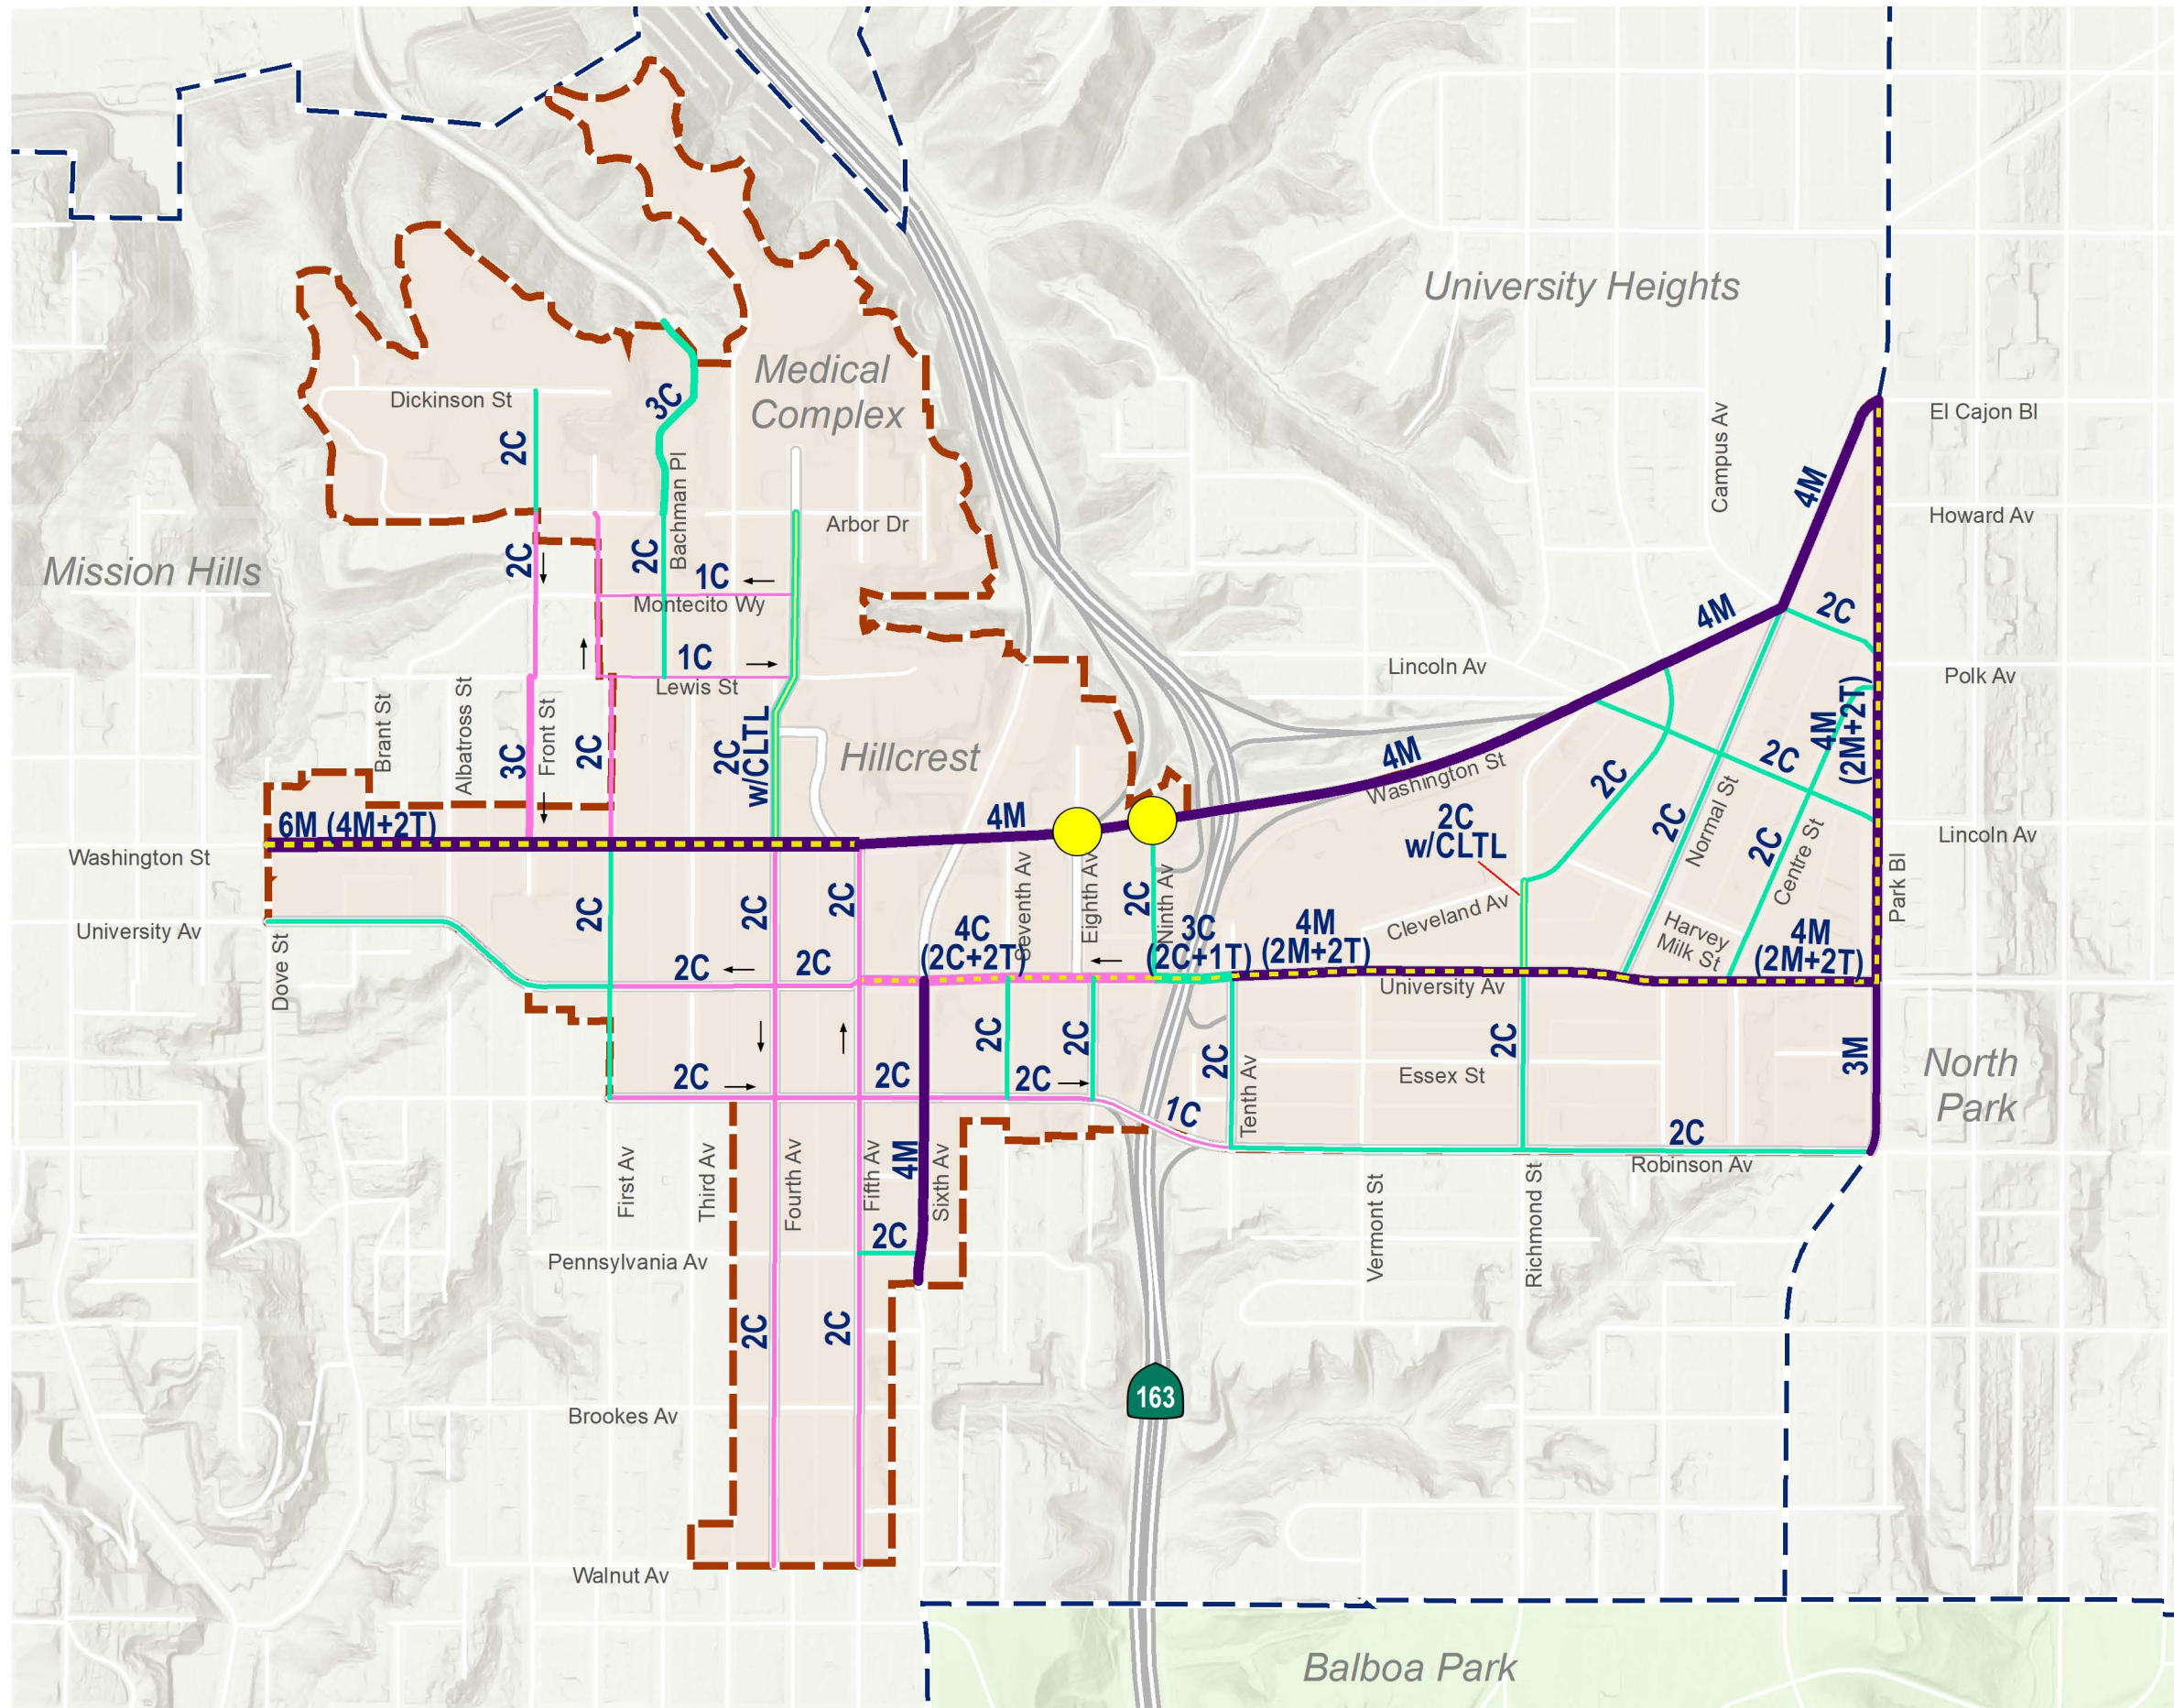 University Heights
Medical
Complex
Dickinson St
3C
2C
Campus Av
El Cajon Bl
4M
Bachman Pl
Howard Av
Arbor Dr
Mission Hills
2C
2C
1C
Montecito Wy
4M
2C
1C
Lewis St
Lincoln Av
Polk Av
Brant St
Albatross St
3C
Front St
2C
2C
w/CLTL
Hillcrest
4M
Washington St
2C
2C
4M
(2M+2T)
6M (4M+2T)
4M
2C
w/CLTL
2C
Normal St
2C
Centre St
Lincoln Av
Washington St
Park Bl
2C
2C
2C
Seventh Av
Eighth Av
2C
Ninth Av
Cleveland Av
Harvey
Milk St
University Av
Dove St
2C
2C
4C
(2C+2T)
3C
(2C+1T)
4M
(2M+2T)
4M
(2M+2T)
University Av
2C
2C
2C
2C
2C
2C
2C
1C
Tenth Av
Essex St
3M
North
Park
2C
Robinson Av
First Av
Third Av
Fourth Av
Fifth Av
4M
Sixth Av
Vermont St
Richmond St
2C
Pennsylvania Av
2C
2C
163
Brookes Av
Walnut Av
Balboa Park